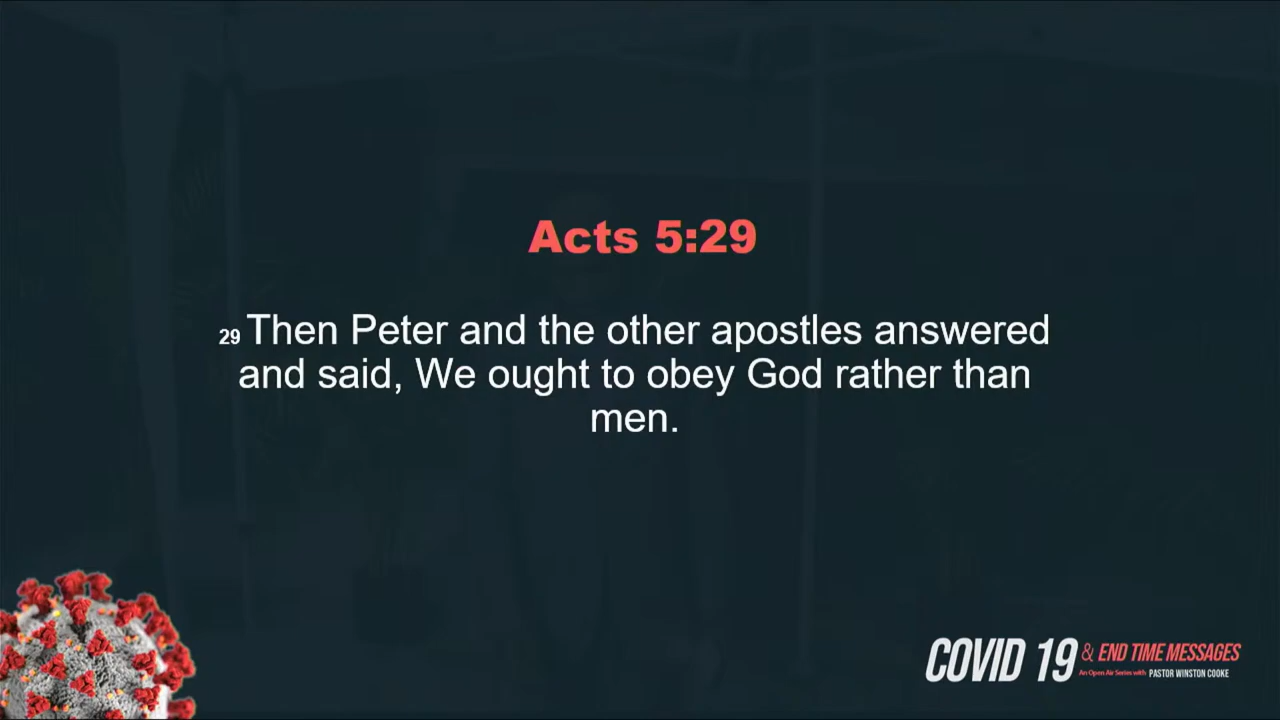 Acts 5:29
29 Then Peter and the other apostles answered
and said, We ought to obey God rather than
men.
COVID 19 & END TIME MESSAGES
An Open Air Series with PASTOR WINSTON COOKE